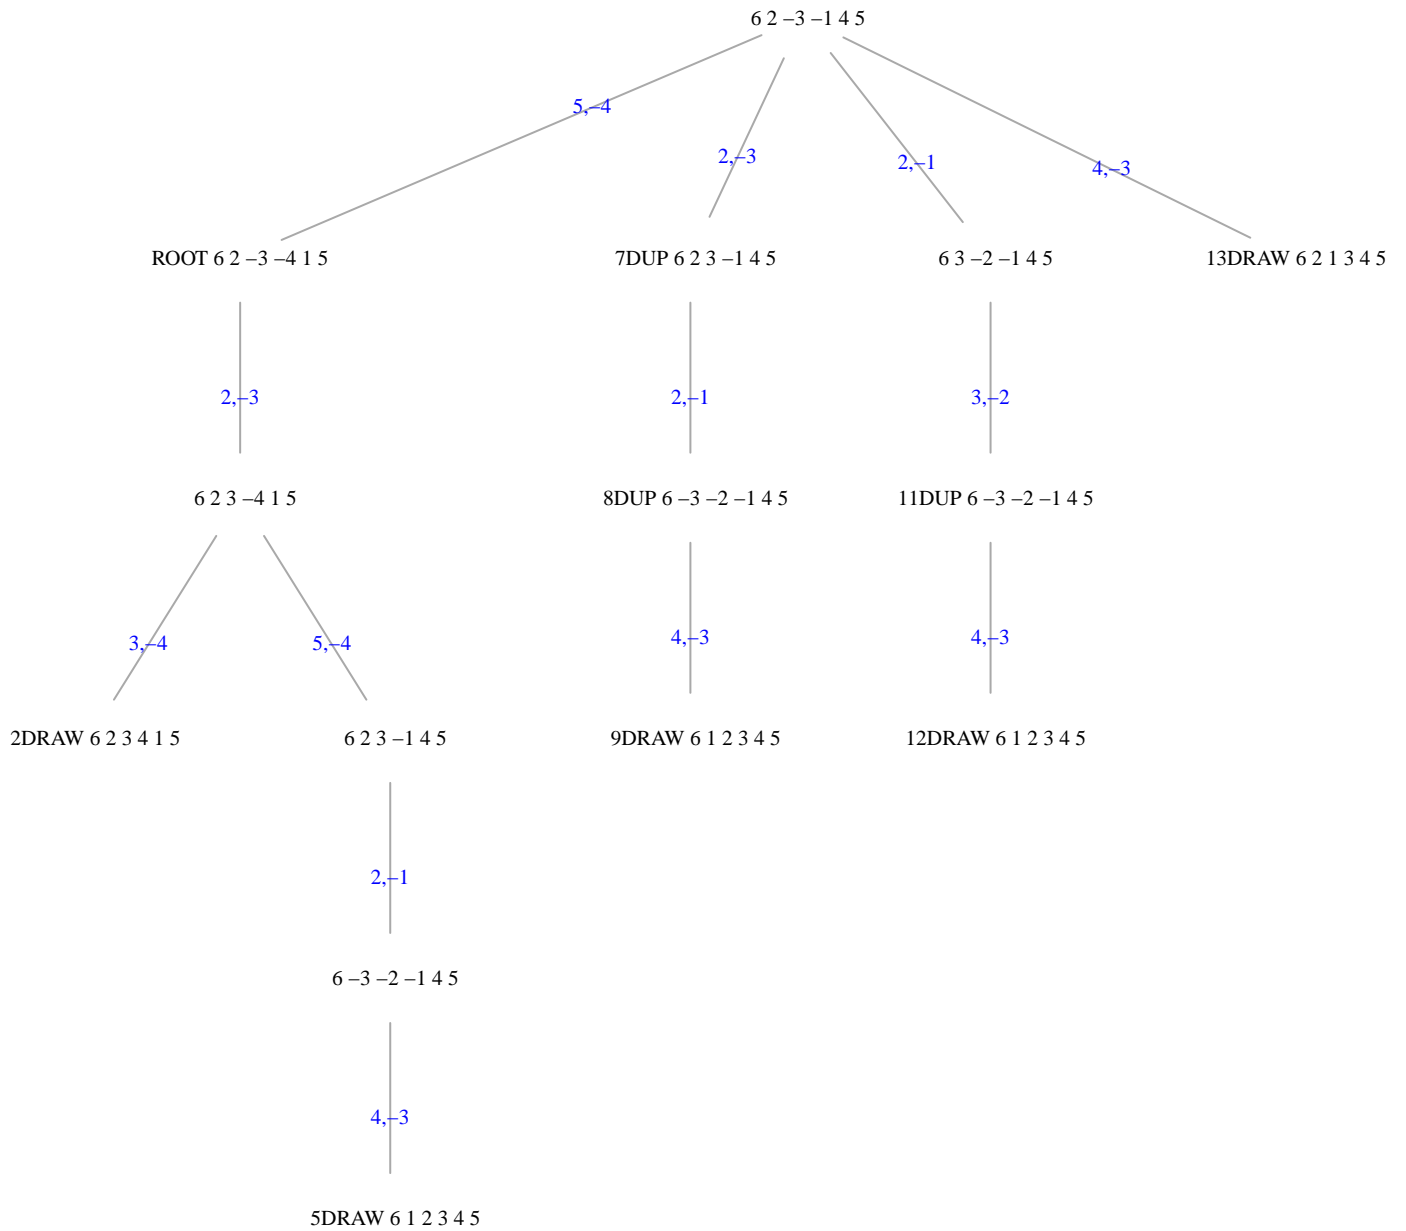 6 2 –3 –1 4 5
5,–4
2,–3
2,–1
4,–3
ROOT 6 2 –3 –4 1 5
7DUP 6 2 3 –1 4 5
6 3 –2 –1 4 5
13DRAW 6 2 1 3 4 5
2,–3
2,–1
3,–2
6 2 3 –4 1 5
8DUP 6 –3 –2 –1 4 5
11DUP 6 –3 –2 –1 4 5
3,–4
5,–4
4,–3
4,–3
2DRAW 6 2 3 4 1 5
6 2 3 –1 4 5
9DRAW 6 1 2 3 4 5
12DRAW 6 1 2 3 4 5
2,–1
6 –3 –2 –1 4 5
4,–3
5DRAW 6 1 2 3 4 5